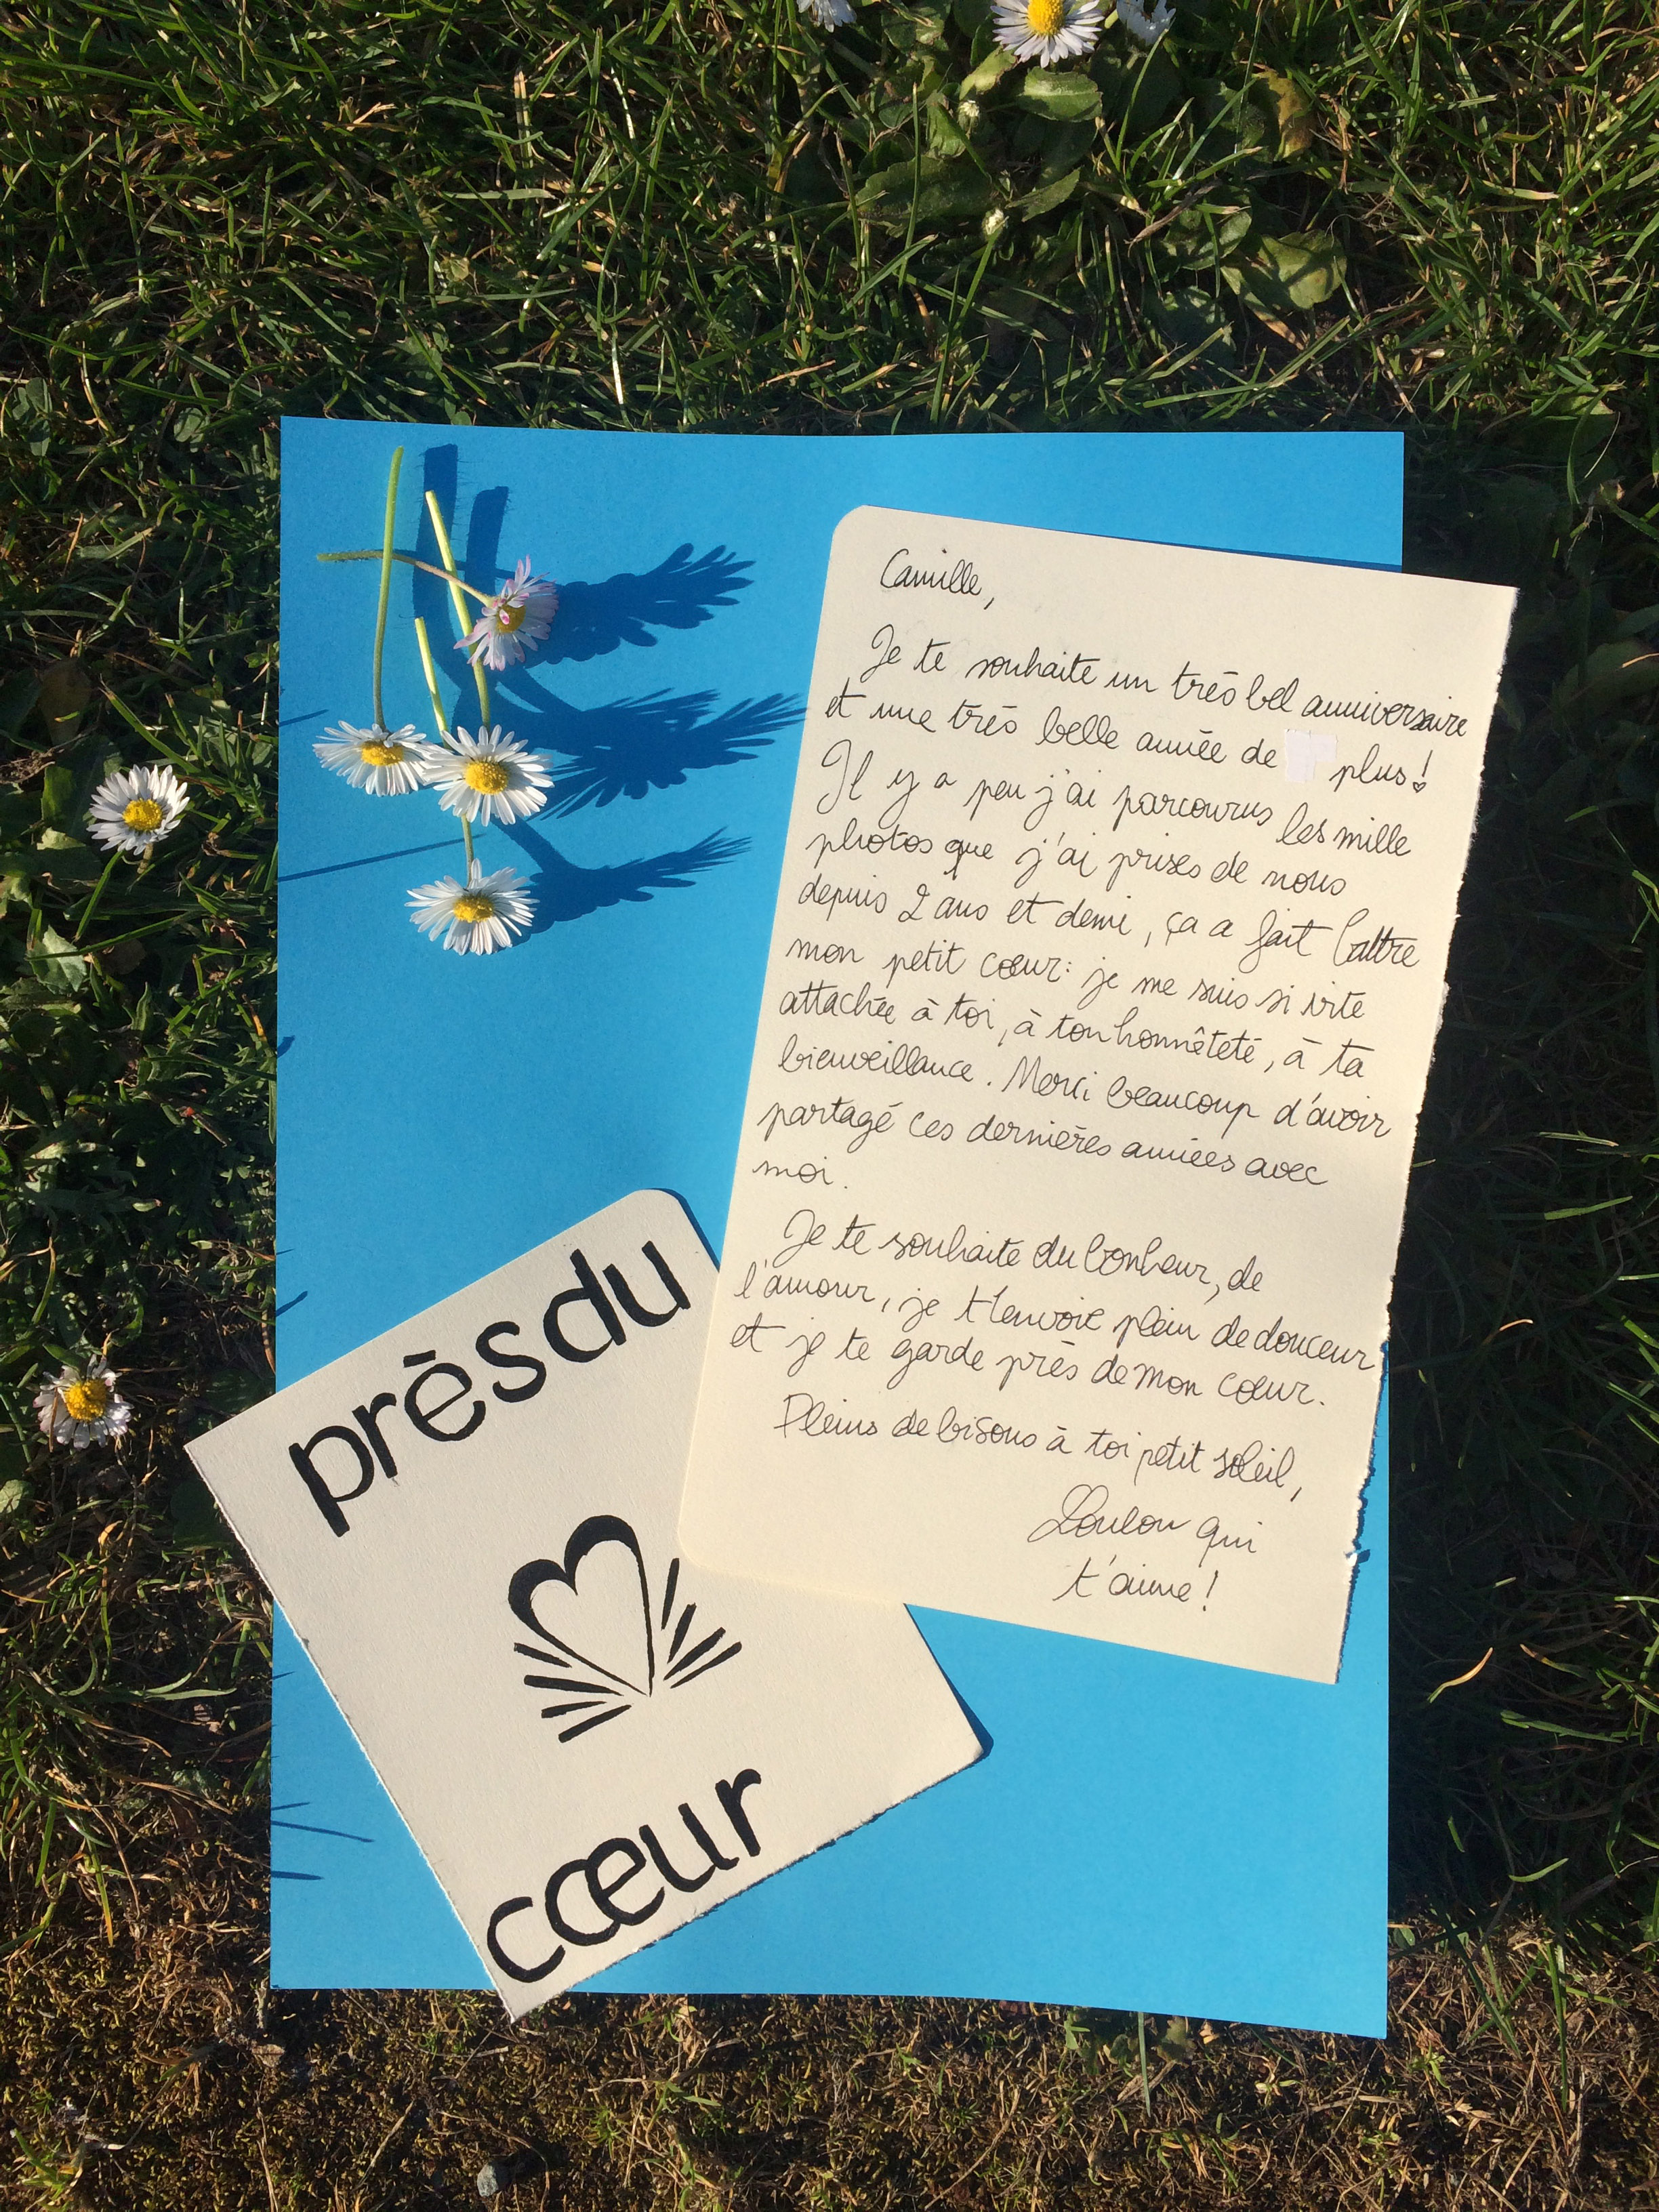 Camille,
Je te souhaite un très bel anniversaire
et une très belle année de plus!
Il y a peu j'ai parcourus les mille
photos que j'ai prises de nous
depuis 2 ans et demi, ça a fait battre
mon petit cœur: je me suis si vite
attachée à toi, à ton honnêteté, à ta
bienveillance. Merci beaucoup d'avoir
partagé ces dernières années avec
moi.
Je te souhaite du bonheur, de
l'amour, je t'envoie plein de douceur
et je te garde près de mon cœur.
Pleins de bisous à toi petit soleil,
Loulou qui
t'aime!
près du
cœur